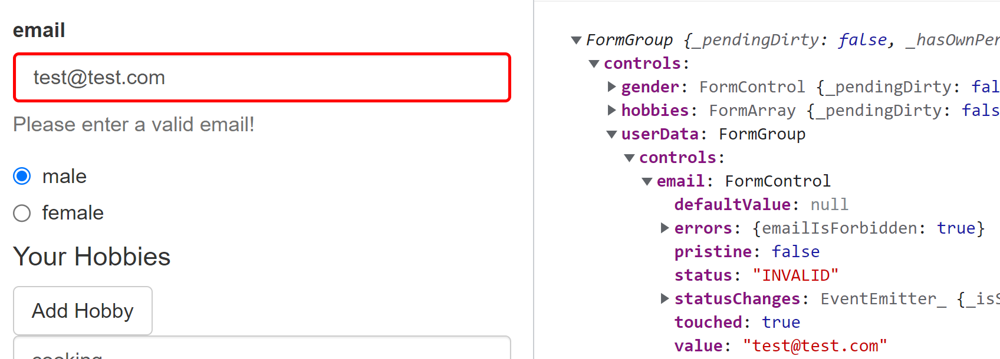 email
test@test.com
Please enter a valid email!
male
female
Your Hobbies
Add Hobby
cooking
FormGroup {_pendingDirty: false, _hasOwnPer
controls:
gender: FormControl {_pendingDirty: fal
hobbies: FormArray {_pendingDirty: fals
userData: FormGroup
controls:
email: FormControl
defaultValue: null
errors: {emailIsForbidden: true}
pristine: false
status: "INVALID"
statusChanges: EventEmitter_ {_isS
touched: true
value: "test@test.com"